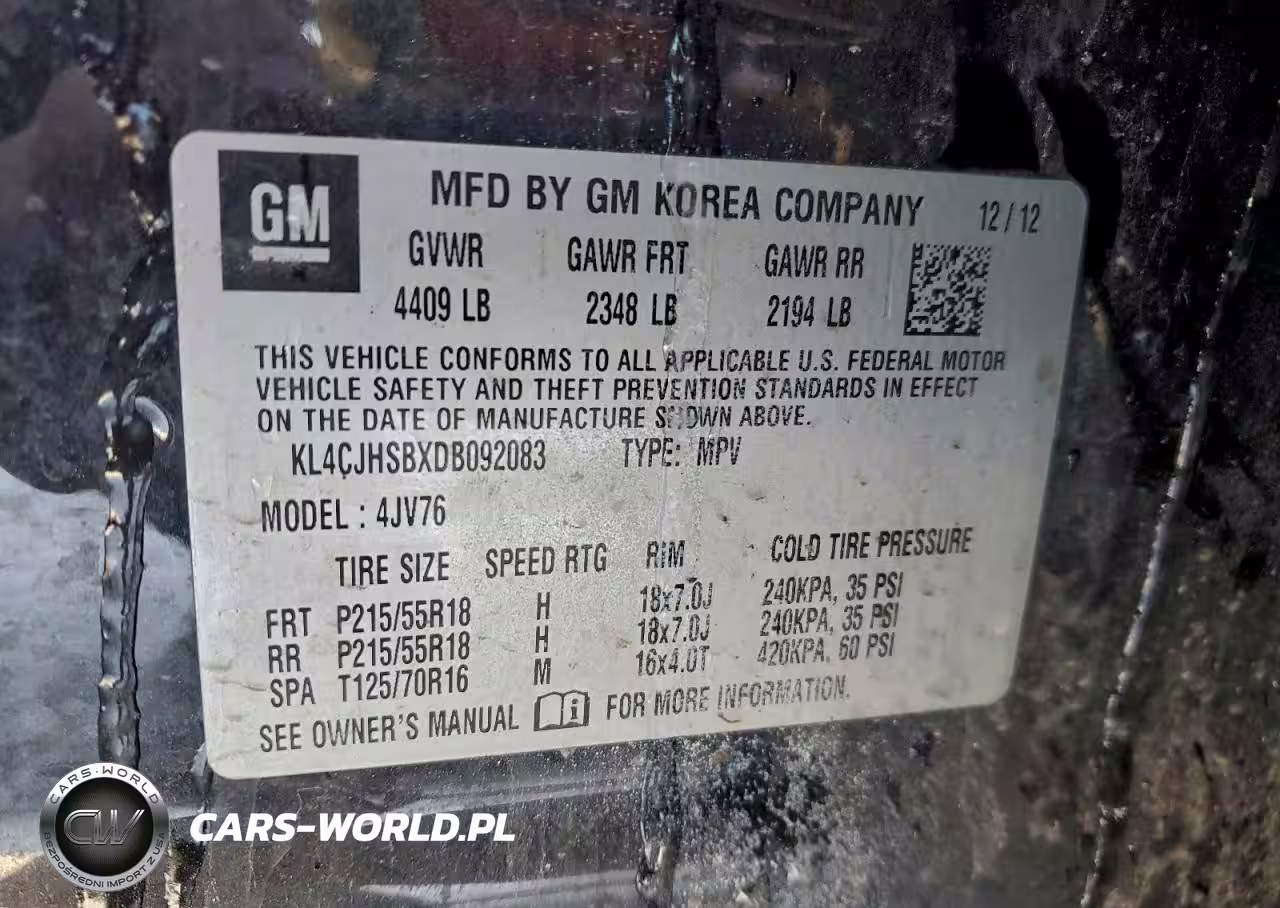 GM
MFD BY GM KOREA COMPANY 12/12
GVWR GAWR FRT GAWR RR
4409 LB 2348 LB 2194 LB
THIS VEHICLE CONFORMS TO ALL APPLICABLE U.S. FEDERAL MOTOR
VEHICLE SAFETY AND THEFT PREVENTION STANDARDS IN EFFECT
ON THE DATE OF MANUFACTURE SHOWN ABOVE.
KL4CJHSBXDB092083 TYPE: MPV
MODEL : 4JV76
TIRE SIZE SPEED RTG RIM COLD TIRE PRESSURE
FRT P215/55R18 H 18x7.0J 240KPA, 35 PSI
RR P215/55R18 H 18x7.0J 240KPA, 35 PSI
SPA T125/70R16 M 16x4.0T 420KPA, 60 PSI
SEE OWNER'S MANUAL i FOR MORE INFORMATION.
CARS-WORLD
CW
BEZPOŚREDNI IMPORT Z USA
CARS-WORLD.PL